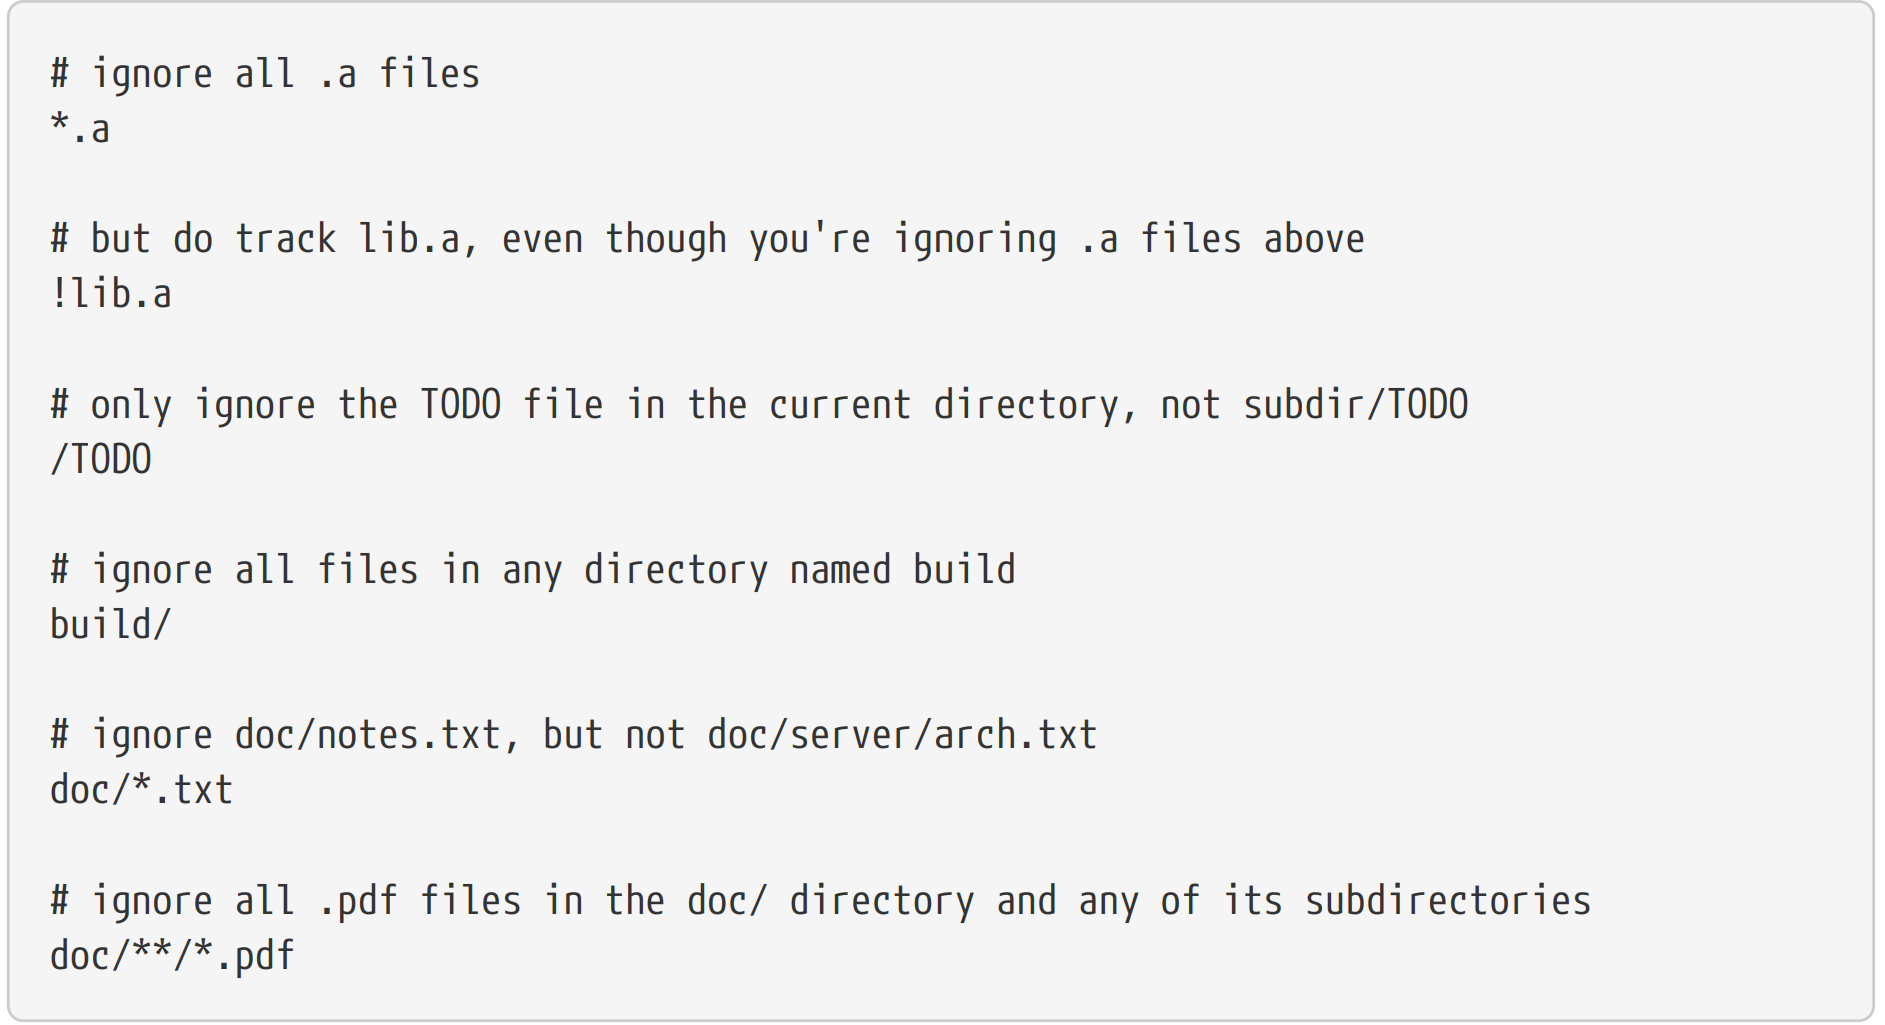 # ignore all .a files
*.a
# but do track lib.a, even though you're ignoring .a files above
!lib.a
# only ignore the TODO file in the current directory, not subdir/TODO
/TODO
# ignore all files in any directory named build
build/
# ignore doc/notes.txt, but not doc/server/arch.txt
doc/*.txt
# ignore all .pdf files in the doc/ directory and any of its subdirectories
doc/**/*.pdf